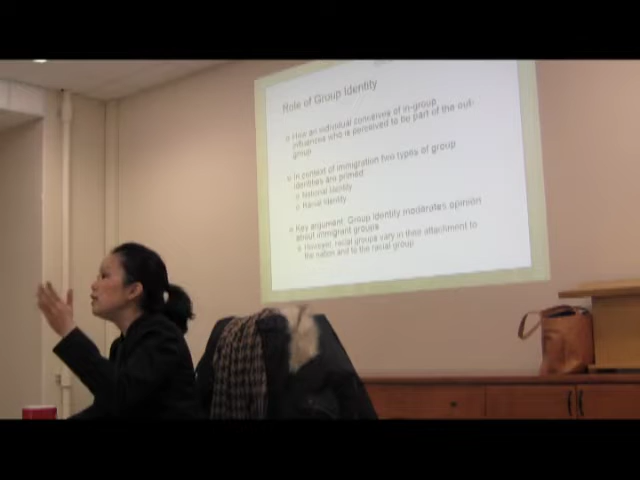 Role of Group Identity
How an individual conceives of in-group
influences who is perceived to be part of the out-
group
In context of immigration two types of group
identities are primed:
National Identity
Racial Identity
Key argument: Group identity moderates opinion
about immigrant groups
However, racial groups vary in their attachment to
the nation and to the racial group